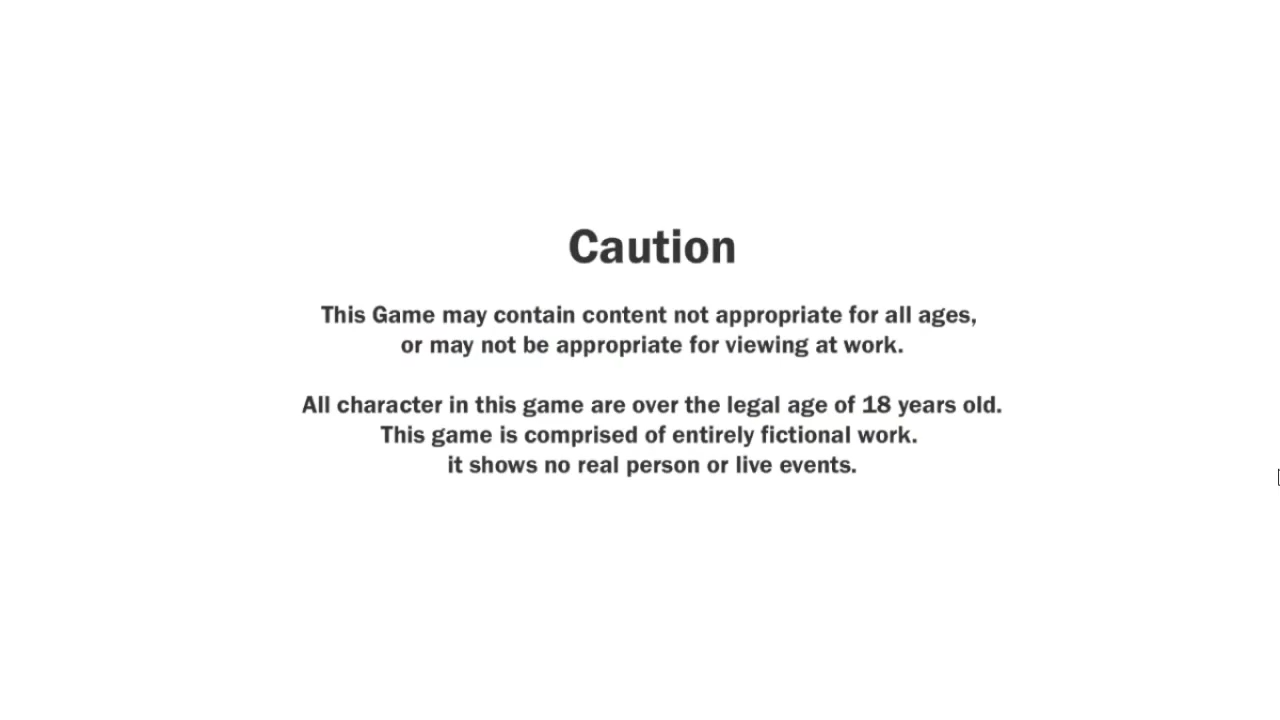 Caution
This Game may contain content not appropriate for all ages,
or may not be appropriate for viewing at work.
All character in this game are over the legal age of 18 years old.
This game is comprised of entirely fictional work.
it shows no real person or live events.